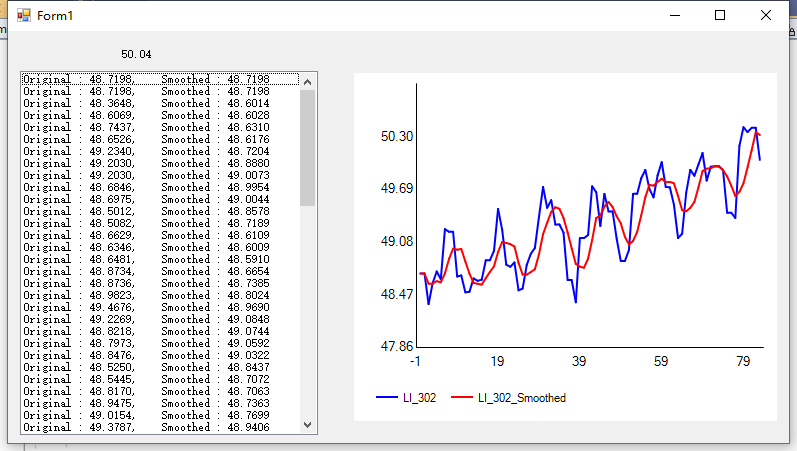 Form1
50.04
Original : 48.7198, Smoothed : 48.7198
Original : 48.7198, Smoothed : 48.7198
Original : 48.3648, Smoothed : 48.6014
Original : 48.6069, Smoothed : 48.6028
Original : 48.7437, Smoothed : 48.6310
Original : 48.6526, Smoothed : 48.6176
Original : 49.2340, Smoothed : 48.7204
Original : 49.2030, Smoothed : 48.8880
Original : 49.2030, Smoothed : 49.0073
Original : 48.6846, Smoothed : 48.9954
Original : 48.6975, Smoothed : 49.0044
Original : 48.5012, Smoothed : 48.8578
Original : 48.5082, Smoothed : 48.7189
Original : 48.6629, Smoothed : 48.6109
Original : 48.6346, Smoothed : 48.6009
Original : 48.6481, Smoothed : 48.5910
Original : 48.8734, Smoothed : 48.6654
Original : 48.8736, Smoothed : 48.7385
Original : 48.9823, Smoothed : 48.8024
Original : 49.4676, Smoothed : 48.9690
Original : 49.2269, Smoothed : 49.0848
Original : 48.8218, Smoothed : 49.0744
Original : 48.7973, Smoothed : 49.0592
Original : 48.8476, Smoothed : 49.0322
Original : 48.5250, Smoothed : 48.8437
Original : 48.5445, Smoothed : 48.7072
Original : 48.8170, Smoothed : 48.7063
Original : 48.9475, Smoothed : 48.7363
Original : 49.0154, Smoothed : 48.7699
Original : 49.3787, Smoothed : 48.9406
50.30
49.69
49.08
48.47
47.86
-1 19 39 59 79
LI_302 LI_302_Smoothed